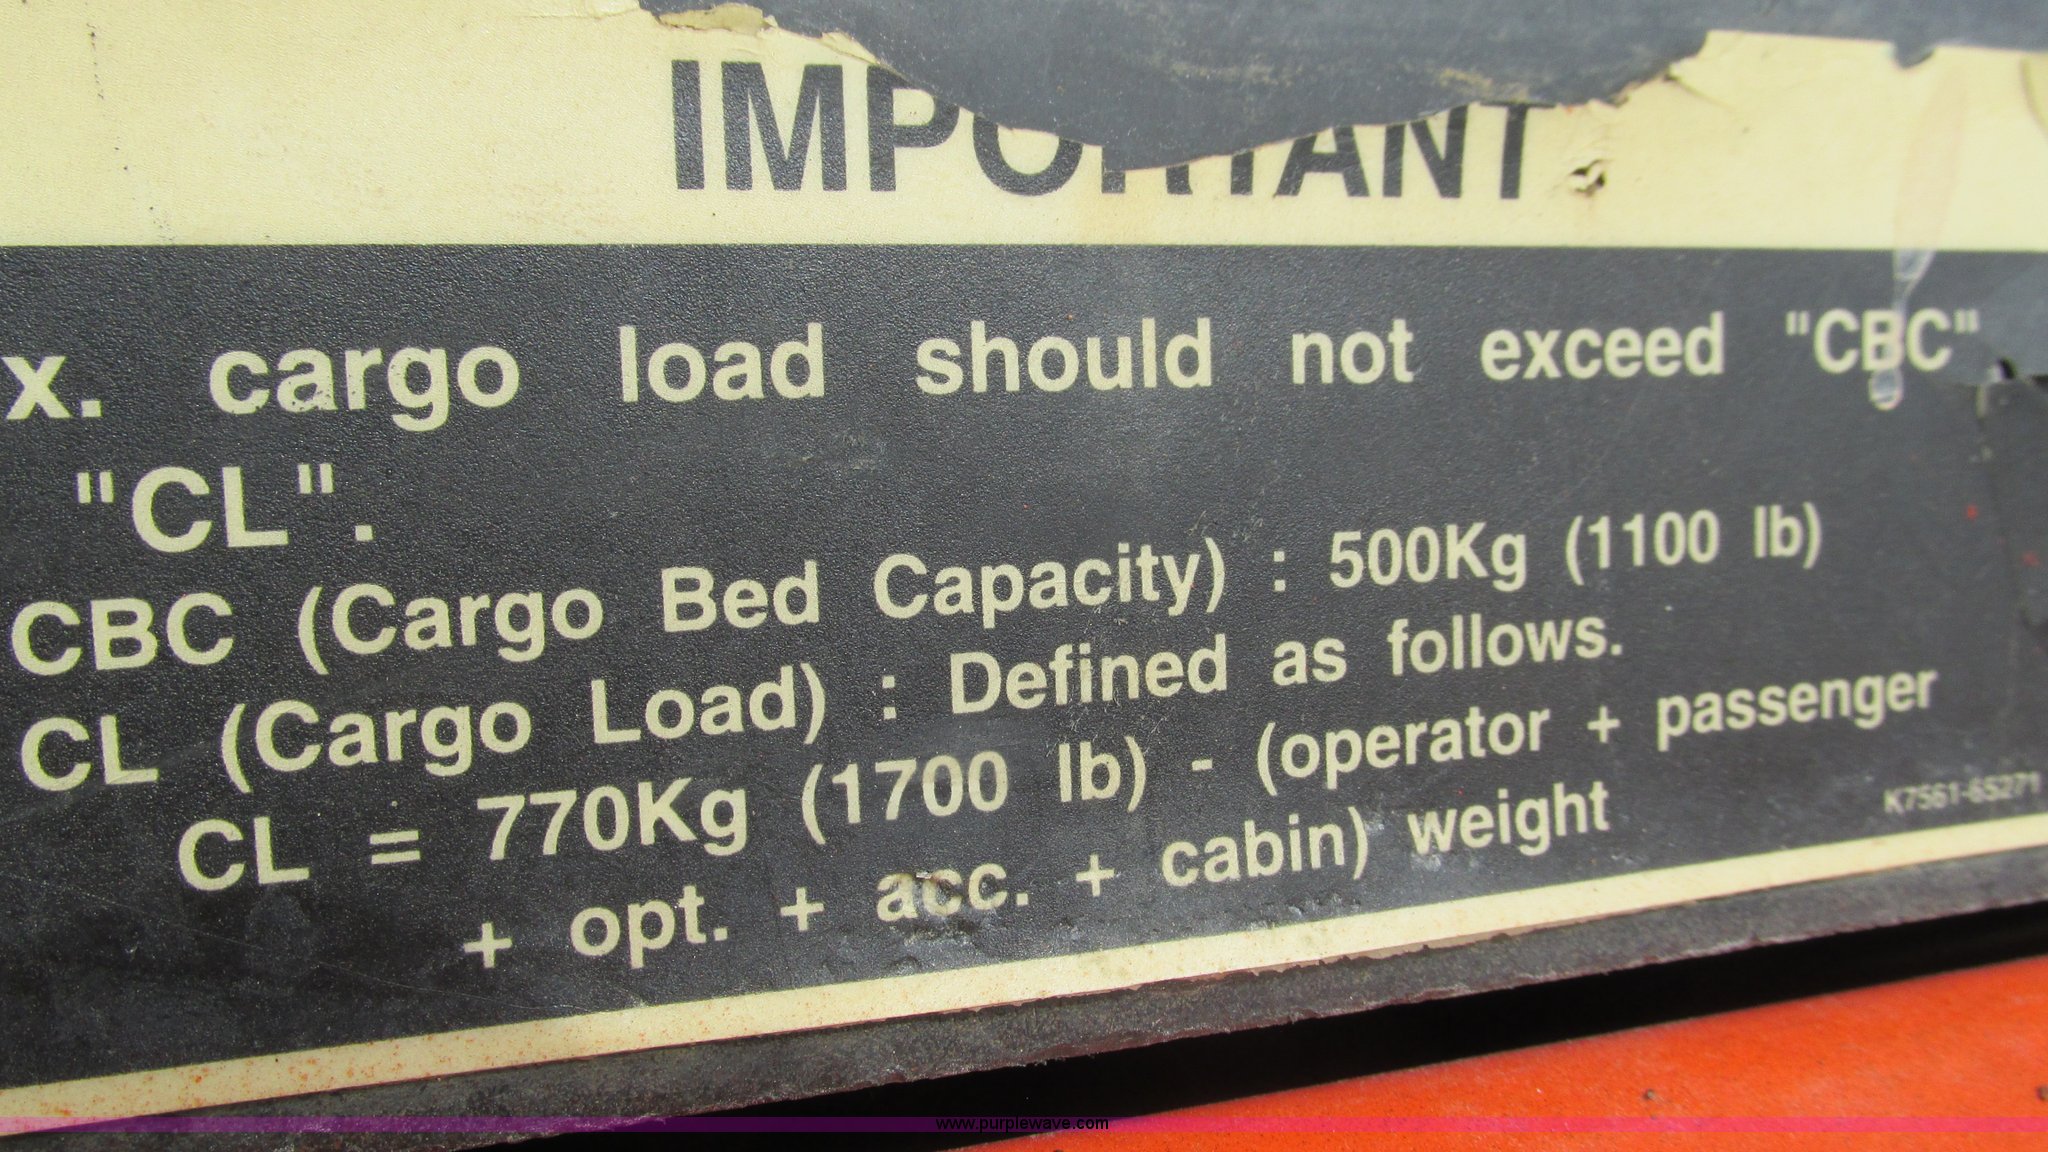 IMPORTANT
x. cargo load should not exceed "CBC"
"CL".
CBC (Cargo Bed Capacity) : 500Kg (1100 lb)
CL (Cargo Load) : Defined as follows.
CL = 770Kg (1700 lb) - (operator + passenger
+ opt. + acc. + cabin) weight
K7561-65271
www.purplewave.com